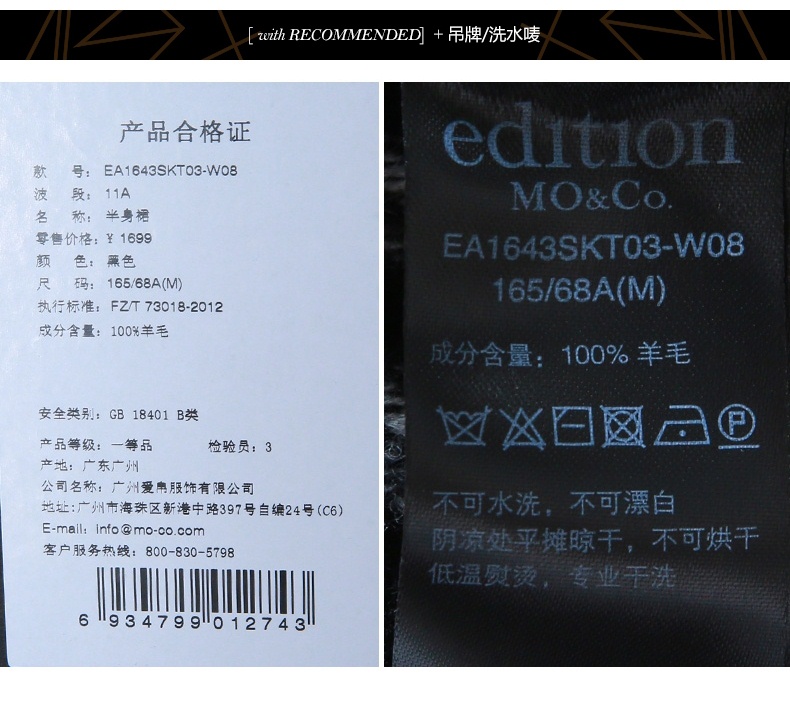 [ with RECOMMENDED] + 吊牌/洗水唛
产品合格证
款 号: EA1643SKT03-W08
波 段: 11A
名 称: 半身裙
零售价格: ¥ 1699
颜 色: 黑色
尺 码: 165/68A(M)
执行标准: FZ/T 73018-2012
成分含量: 100%羊毛
安全类别: GB 18401 B类
产品等级: 一等品 检验员: 3
产地: 广东广州
公司名称: 广州爱帛服饰有限公司
地址:广州市海珠区新港中路397号自编24号(C6)
E-mail: info@mo-co.com
客户服务热线: 800-830-5798
6 934799 012743
edition
MO&Co.
EA1643SKT03-W08
165/68A(M)
成分含量: 100% 羊毛
P
不可水洗, 不可漂白
阴凉处平摊晾干, 不可烘干
低温熨烫, 专业干洗